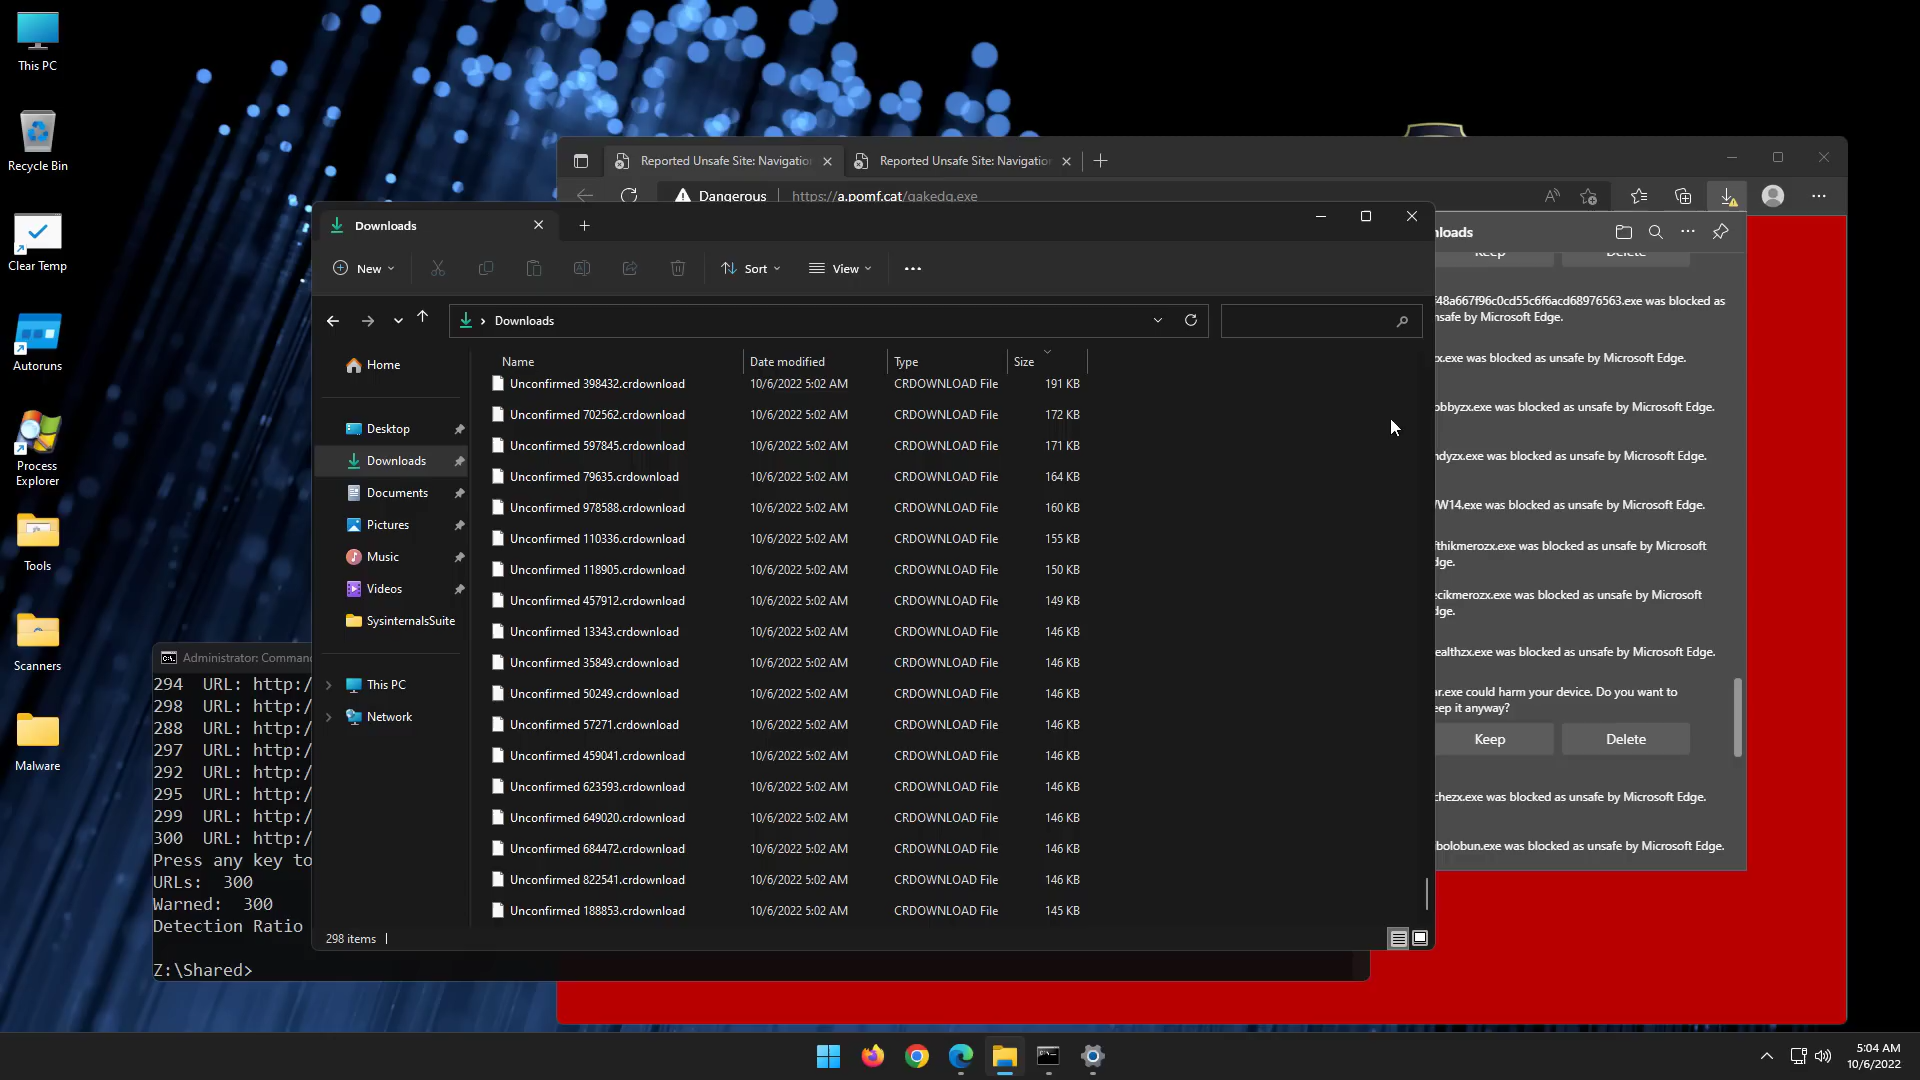 This PC
Recycle Bin
Clear Temp
Autoruns
Process
Explorer
Tools
Scanners
Malware
Reported Unsafe Site: Navigatio
Reported Unsafe Site: Navigation
Dangerous
https://a.pomf.cat/qakedq.exe
Downloads
New
Sort
View
Downloads
Home
Desktop
Downloads
Documents
Pictures
Music
Videos
SysinternalsSuite
This PC
Network
Name Date modified Type Size
Unconfirmed 398432.crdownload 10/6/2022 5:02 AM CRDOWNLOAD File 191 KB
Unconfirmed 702562.crdownload 10/6/2022 5:02 AM CRDOWNLOAD File 172 KB
Unconfirmed 597845.crdownload 10/6/2022 5:02 AM CRDOWNLOAD File 171 KB
Unconfirmed 79635.crdownload 10/6/2022 5:02 AM CRDOWNLOAD File 164 KB
Unconfirmed 978588.crdownload 10/6/2022 5:02 AM CRDOWNLOAD File 160 KB
Unconfirmed 110336.crdownload 10/6/2022 5:02 AM CRDOWNLOAD File 155 KB
Unconfirmed 118905.crdownload 10/6/2022 5:02 AM CRDOWNLOAD File 150 KB
Unconfirmed 457912.crdownload 10/6/2022 5:02 AM CRDOWNLOAD File 149 KB
Unconfirmed 13343.crdownload 10/6/2022 5:02 AM CRDOWNLOAD File 146 KB
Unconfirmed 35849.crdownload 10/6/2022 5:02 AM CRDOWNLOAD File 146 KB
Unconfirmed 50249.crdownload 10/6/2022 5:02 AM CRDOWNLOAD File 146 KB
Unconfirmed 57271.crdownload 10/6/2022 5:02 AM CRDOWNLOAD File 146 KB
Unconfirmed 459041.crdownload 10/6/2022 5:02 AM CRDOWNLOAD File 146 KB
Unconfirmed 623593.crdownload 10/6/2022 5:02 AM CRDOWNLOAD File 146 KB
Unconfirmed 649020.crdownload 10/6/2022 5:02 AM CRDOWNLOAD File 146 KB
Unconfirmed 684472.crdownload 10/6/2022 5:02 AM CRDOWNLOAD File 146 KB
Unconfirmed 822541.crdownload 10/6/2022 5:02 AM CRDOWNLOAD File 146 KB
Unconfirmed 188853.crdownload 10/6/2022 5:02 AM CRDOWNLOAD File 145 KB
298 items
nloads
Keep Delete
f48a667f96c0cd55c6f6acd68976563.exe was blocked as
nsafe by Microsoft Edge.
zx.exe was blocked as unsafe by Microsoft Edge.
obbyzx.exe was blocked as unsafe by Microsoft Edge.
ndyzx.exe was blocked as unsafe by Microsoft Edge.
VW14.exe was blocked as unsafe by Microsoft Edge.
fthikmerozx.exe was blocked as unsafe by Microsoft
dge.
ecikmerozx.exe was blocked as unsafe by Microsoft
dge.
ealthzx.exe was blocked as unsafe by Microsoft Edge.
ar.exe could harm your device. Do you want to
eep it anyway?
Keep Delete
chezx.exe was blocked as unsafe by Microsoft Edge.
bolobun.exe was blocked as unsafe by Microsoft Edge.
Administrator: Comman
294 URL: http:/
298 URL: http:/
288 URL: http:/
297 URL: http:/
292 URL: http:/
295 URL: http:/
299 URL: http:/
300 URL: http:/
Press any key to
URLs: 300
Warned: 300
Detection Ratio
Z:\Shared>
5:04 AM
10/6/2022